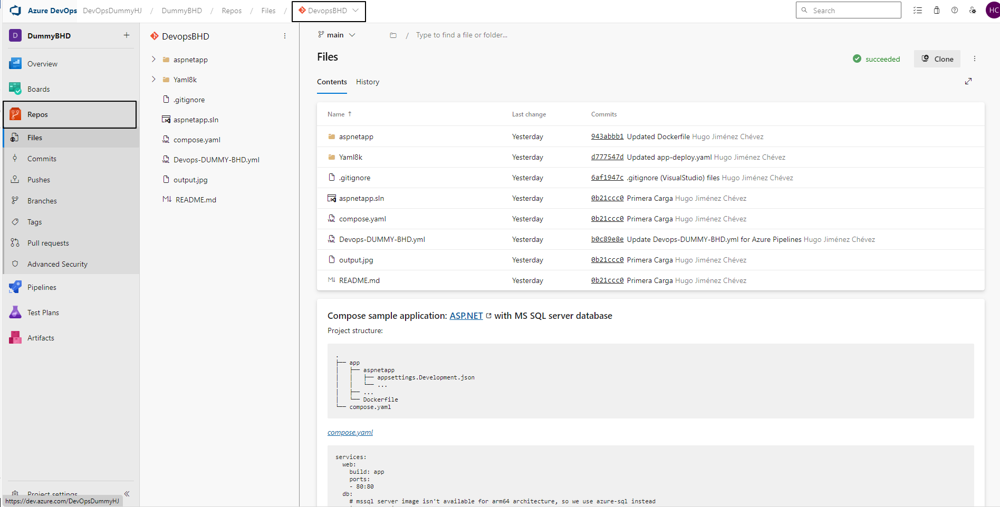 Azure DevOps DevOpsDummyHJ / DummyBHD / Repos / Files / DevopsBHD
Search
HC
D DummyBHD +
Overview
Boards
Repos
Files
Commits
Pushes
Branches
Tags
Pull requests
Advanced Security
Pipelines
Test Plans
Artifacts
Project settings
https://dev.azure.com/DevOpsDummyHJ
DevopsBHD
aspnetapp
Yaml8k
.gitignore
aspnetapp.sln
YML compose.yaml
YML Devops-DUMMY-BHD.yml
output.jpg
M↓ README.md
main / Type to find a file or folder...
Files
succeeded Clone
Contents History
Name ↑ Last change Commits
aspnetapp Yesterday 943abbb1 Updated Dockerfile Hugo Jiménez Chévez
Yaml8k Yesterday d777547d Updated app-deploy.yaml Hugo Jiménez Chévez
.gitignore Yesterday 6af1947c .gitignore (VisualStudio) files Hugo Jiménez Chévez
aspnetapp.sln Yesterday 0b21ccc0 Primera Carga Hugo Jiménez Chévez
YML compose.yaml Yesterday 0b21ccc0 Primera Carga Hugo Jiménez Chévez
YML Devops-DUMMY-BHD.yml Yesterday b0c89e8e Update Devops-DUMMY-BHD.yml for Azure Pipelines Hugo Jiménez Chévez
output.jpg Yesterday 0b21ccc0 Primera Carga Hugo Jiménez Chévez
M↓ README.md Yesterday 0b21ccc0 Primera Carga Hugo Jiménez Chévez
Compose sample application: ASP.NET with MS SQL server database
Project structure:
.
├── app
│   ├── aspnetapp
│   │   ├── appsettings.Development.json
│   │   └── ...
│   ├── ...
│   └── Dockerfile
└── compose.yaml
compose.yaml
services:
  web:
    build: app
    ports:
    - 80:80
  db:
    # mssql server image isn't available for arm64 architecture, so we use azure-sql instead